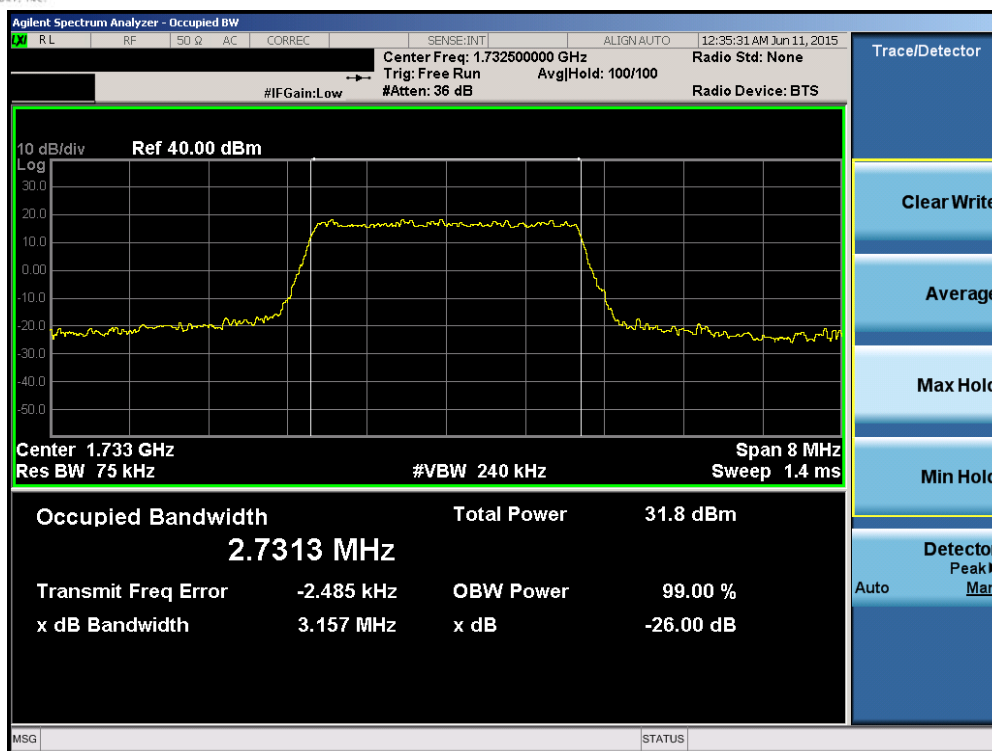 Agilent Spectrum Analyzer - Occupied BW
LXI RL RF 50 Ω AC CORREC SENSE:INT ALIGN AUTO 12:35:31 AM Jun 11, 2015
Center Freq: 1.732500000 GHz Radio Std: None
Trig: Free Run Avg|Hold: 100/100
#IFGain:Low #Atten: 36 dB Radio Device: BTS
Trace/Detector
10 dB/div Ref 40.00 dBm
Log
30.0
20.0
10.0
0.00
-10.0
-20.0
-30.0
-40.0
-50.0
Center 1.733 GHz Span 8 MHz
Res BW 75 kHz #VBW 240 kHz Sweep 1.4 ms
Occupied Bandwidth Total Power 31.8 dBm
2.7313 MHz
Transmit Freq Error -2.485 kHz OBW Power 99.00 %
x dB Bandwidth 3.157 MHz x dB -26.00 dB
Clear Write
Average
Max Hold
Min Hold
Detector
Peak
Auto Man
MSG STATUS